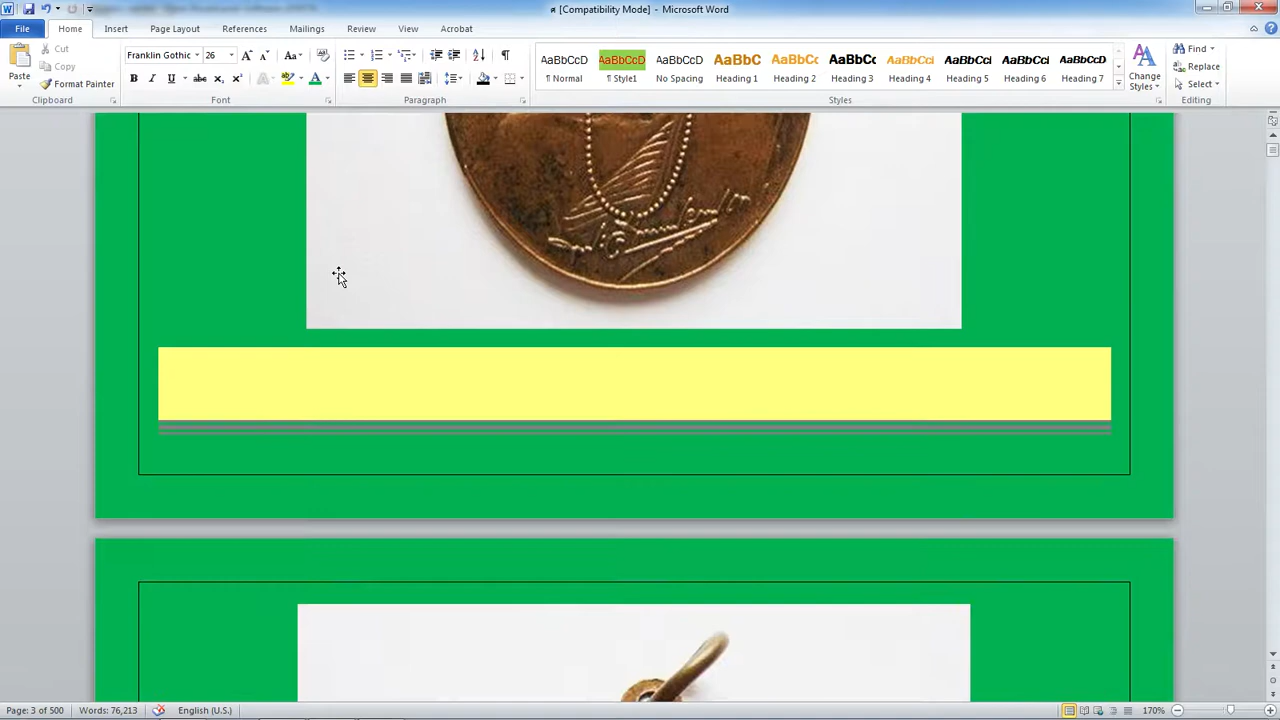 [Compatibility Mode] - Microsoft Word
File
Home
Insert
Page Layout
References
Mailings
Review
View
Acrobat
Paste
Cut
Copy
Format Painter
Clipboard
Franklin Gothic
26
Font
Paragraph
AaBbCcD
¶ Normal
AaBbCcD
¶ Style1
AaBbCcD
No Spacing
AaBbC
Heading 1
AaBbCc
Heading 2
AaBbCc
Heading 3
AaBbCcI
Heading 4
AaBbCcI
Heading 5
AaBbCcI
Heading 6
AaBbCcD
Heading 7
Change
Styles
Styles
Find
Replace
Select
Editing
Page: 3 of 500
Words: 76,213
English (U.S.)
170%